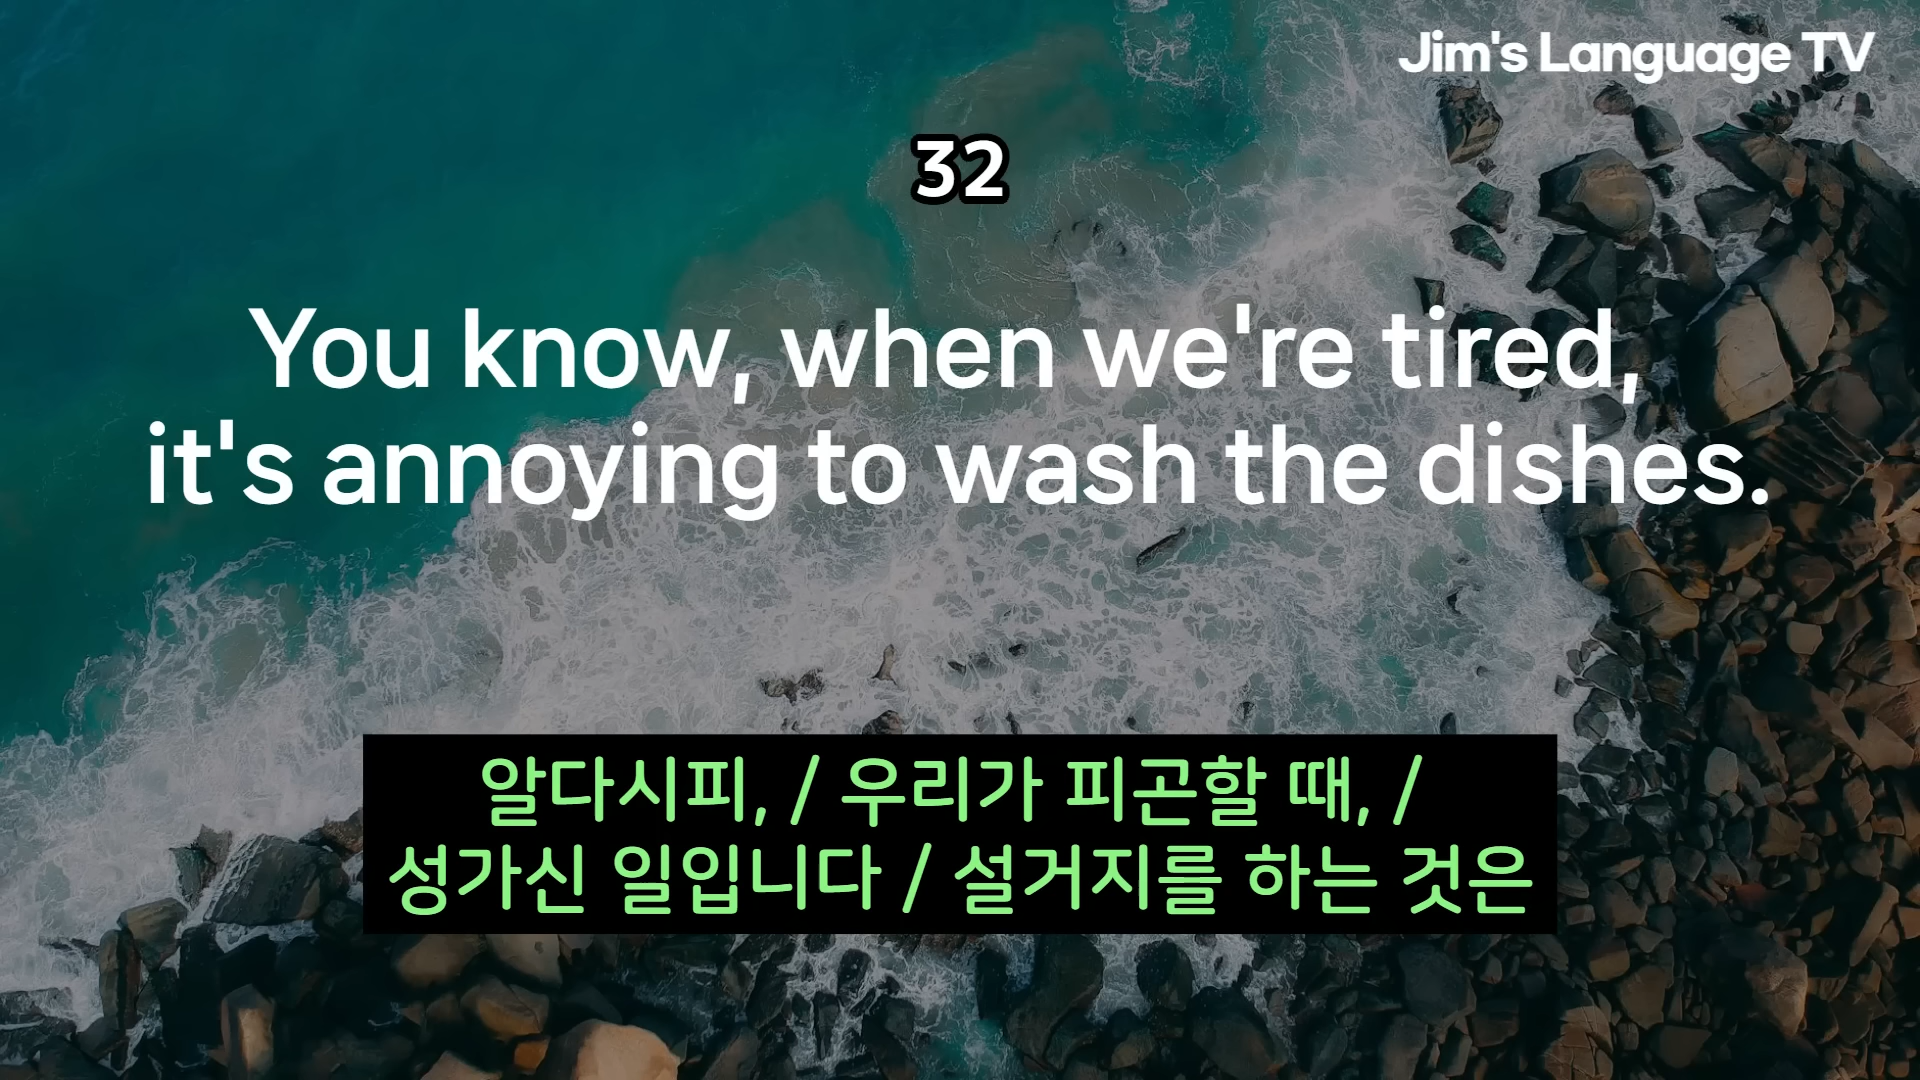 Jim's Language TV
32
You know, when we're tired,
it's annoying to wash the dishes.
알다시피, / 우리가 피곤할 때, /
성가신 일입니다 / 설거지를 하는 것은